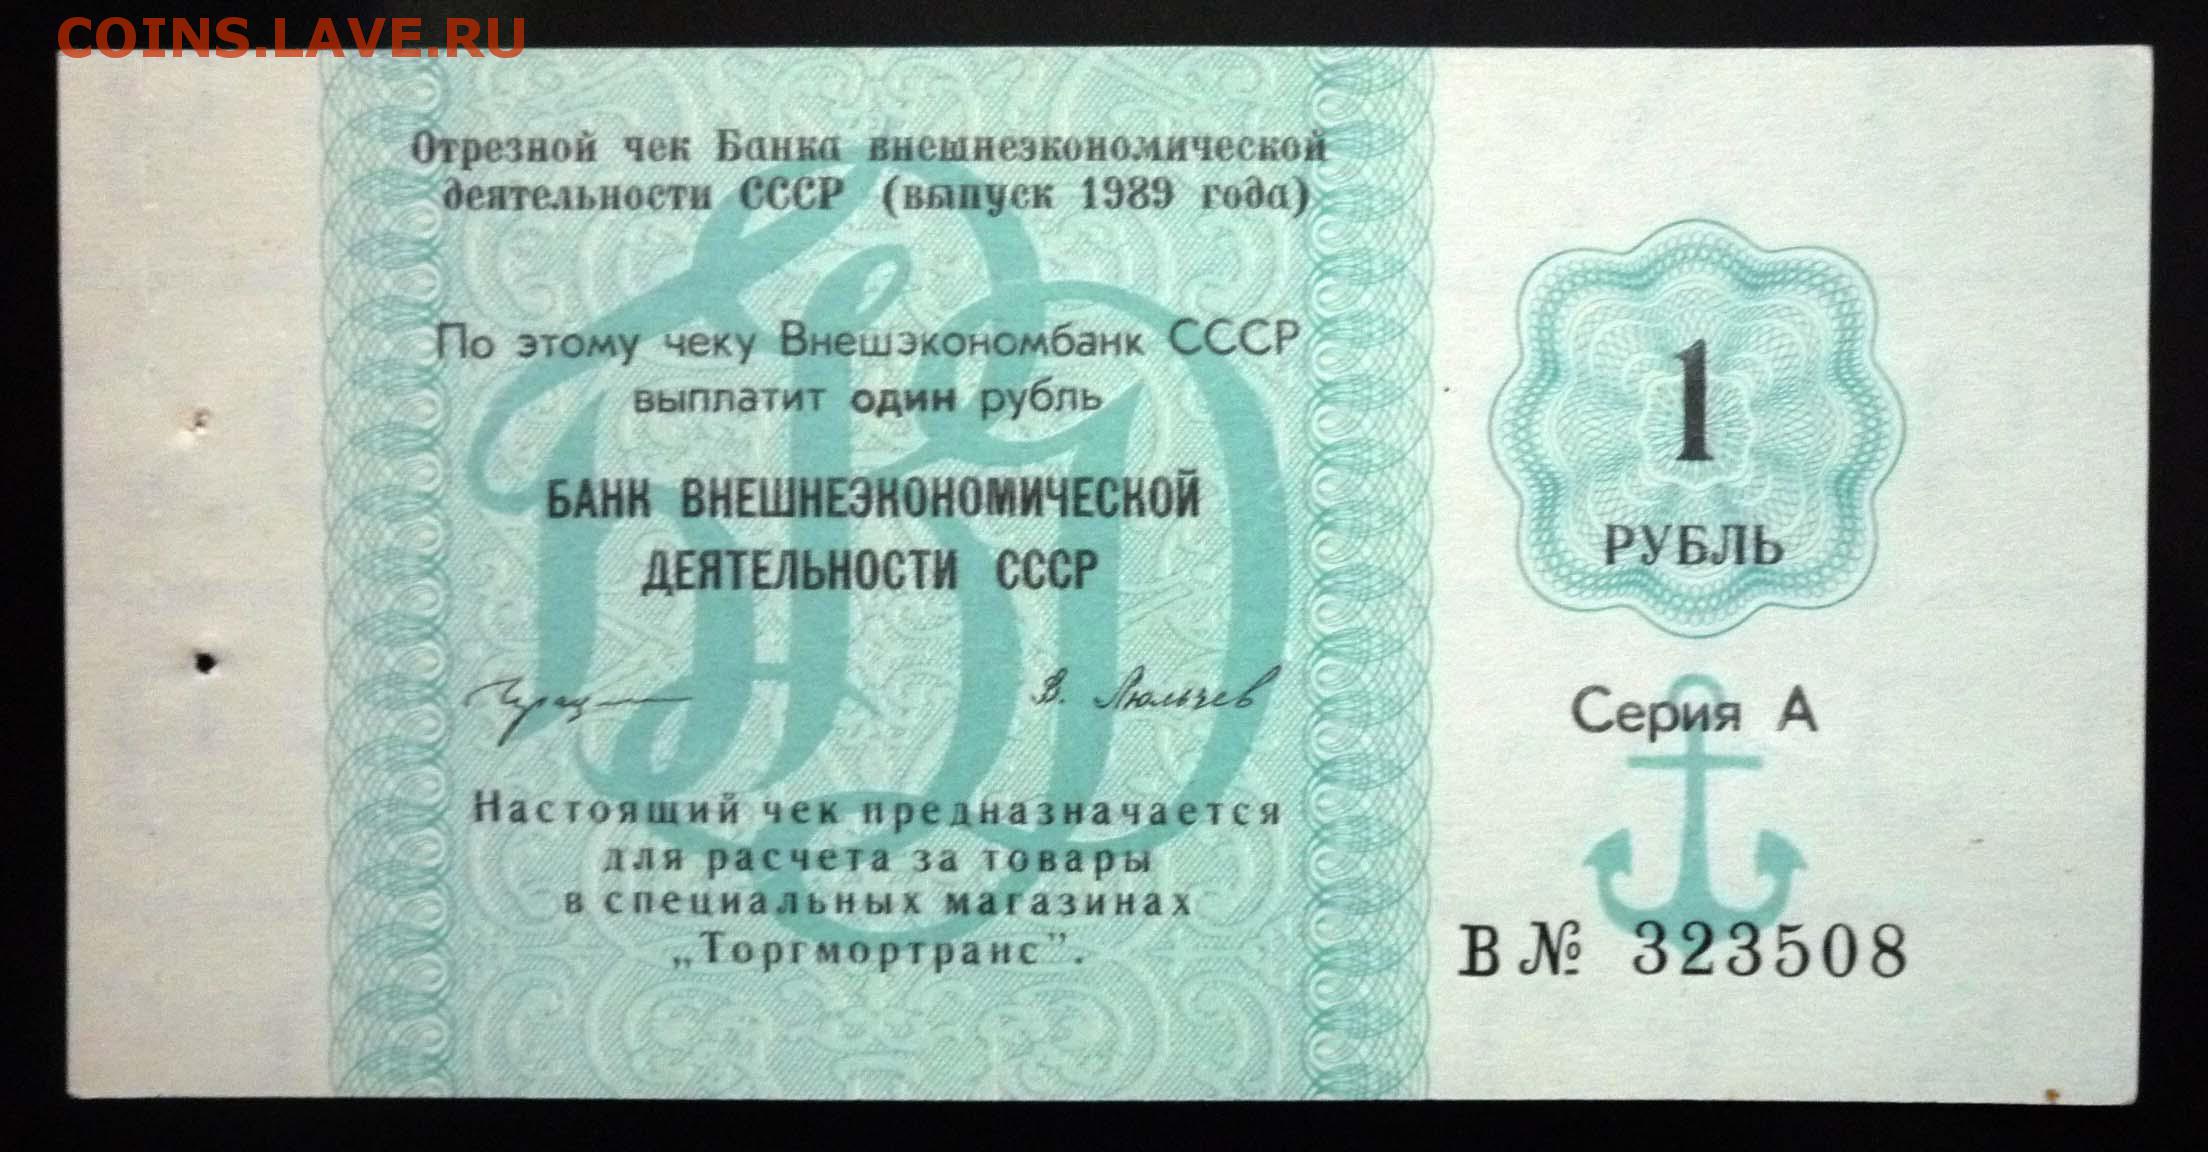 COINS.LAVE.RU
Отрезной чек Банка внешнеэкономической
деятельности СССР (выпуск 1989 года)
По этому чеку Внешэкономбанк СССР
выплатит один рубль
БАНК ВНЕШНЕЭКОНОМИЧЕСКОЙ
ДЕЯТЕЛЬНОСТИ СССР
В. Люльчев
Настоящий чек предназначается
для расчета за товары
в специальных магазинах
„Торгмортранс”.
1
РУБЛЬ
Серия А
В № 323508